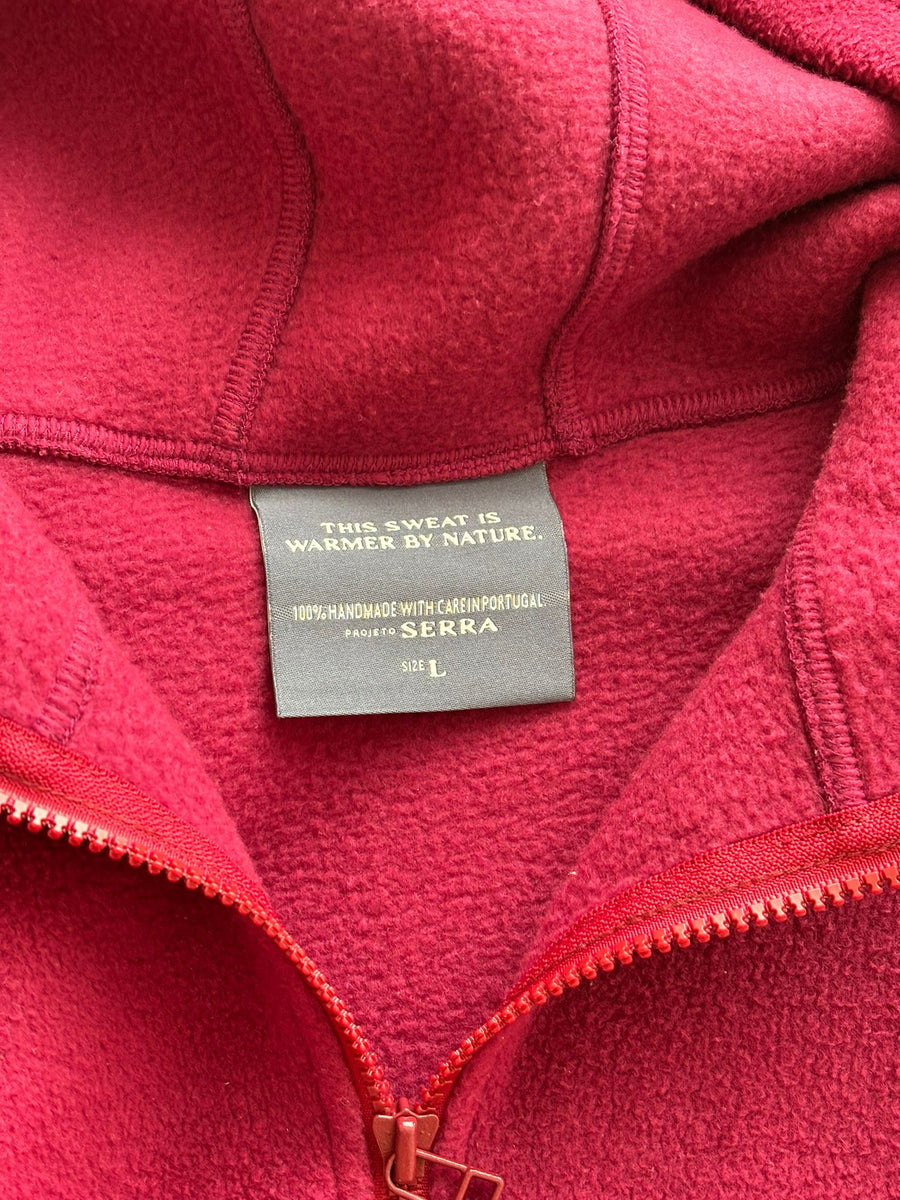 THIS SWEAT IS
WARMER BY NATURE.
100% HANDMADE WITH CARE IN PORTUGAL
PROJETO SERRA
SIZE L